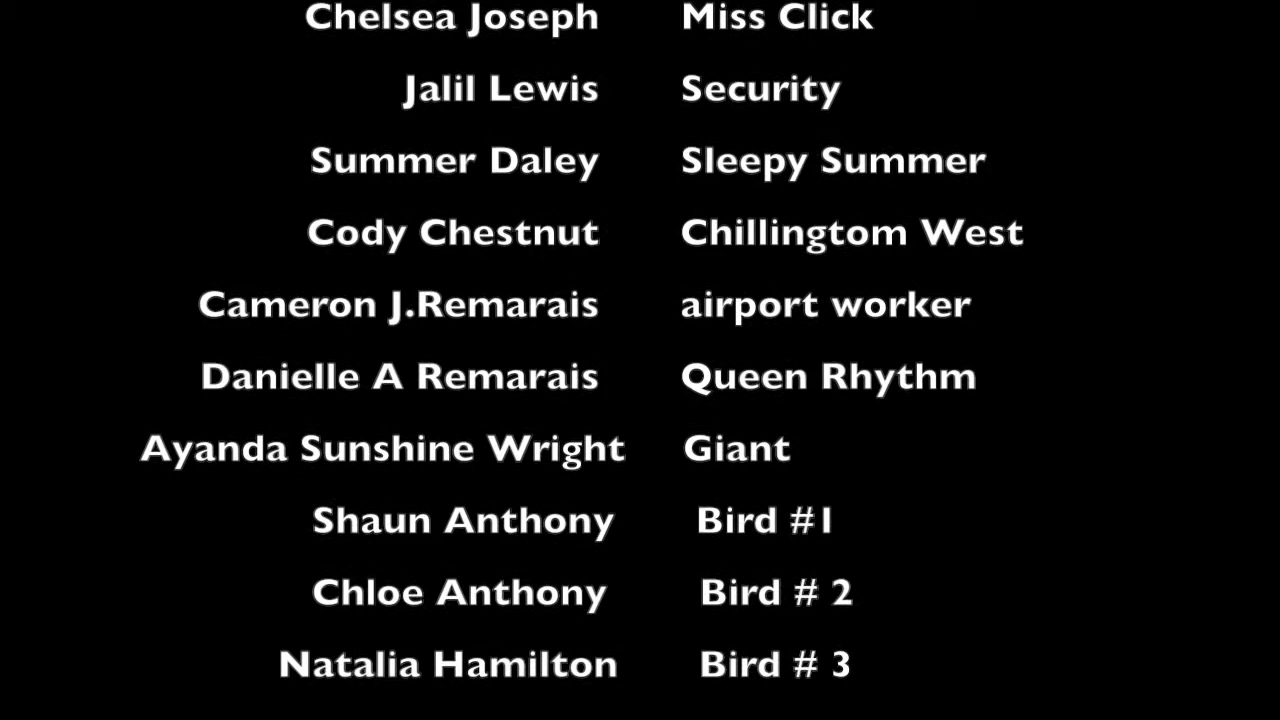 Chelsea Joseph Miss Click
Jalil Lewis Security
Summer Daley Sleepy Summer
Cody Chestnut Chillingtom West
Cameron J.Remarais airport worker
Danielle A Remarais Queen Rhythm
Ayanda Sunshine Wright Giant
Shaun Anthony Bird #1
Chloe Anthony Bird # 2
Natalia Hamilton Bird # 3